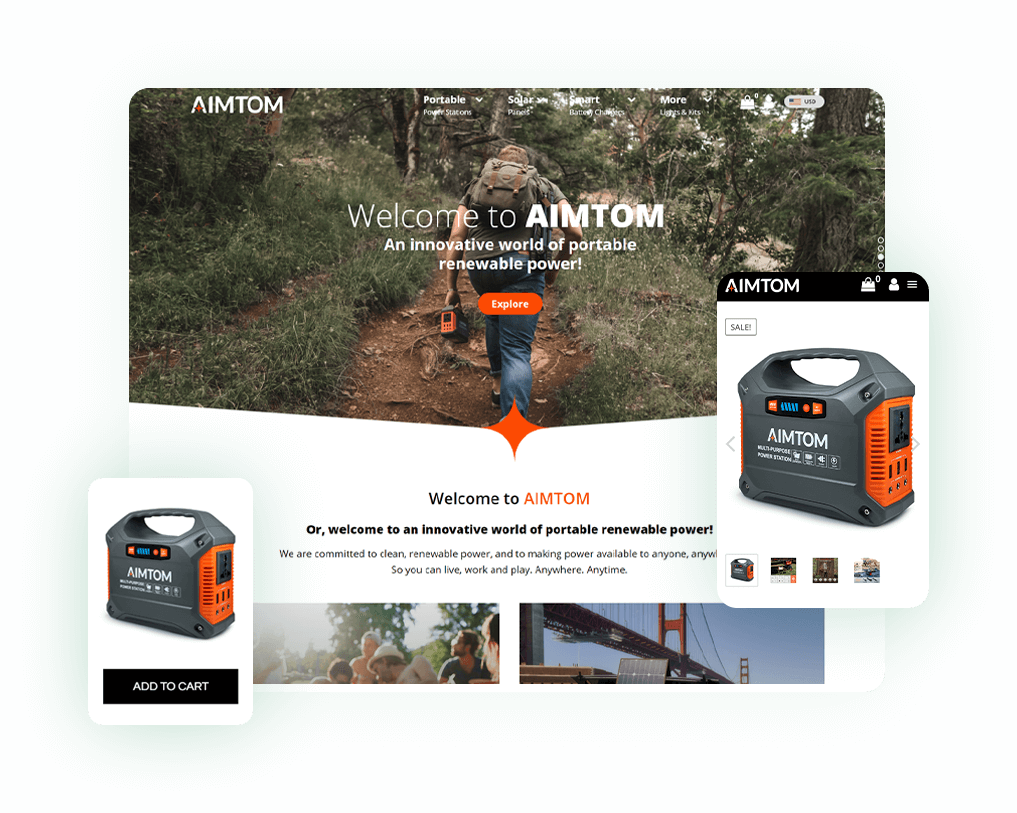 AIMTOM
Portable
Power Stations
Solar
Panels
Smart
Battery Chargers
More
Lights & Kits
0
USD
Welcome to AIMTOM
An innovative world of portable
renewable power!
Explore
AIMTOM
0
SALE!
AIMTOM
MULTI-PURPOSE
POWER STATION
Welcome to AIMTOM
Or, welcome to an innovative world of portable renewable power!
We are committed to clean, renewable power, and to making power available to anyone,
So you can live, work and play. Anywhere. Anytime.
AIMTOM
MULTI-PURPOSE
POWER STATION
ADD TO CART